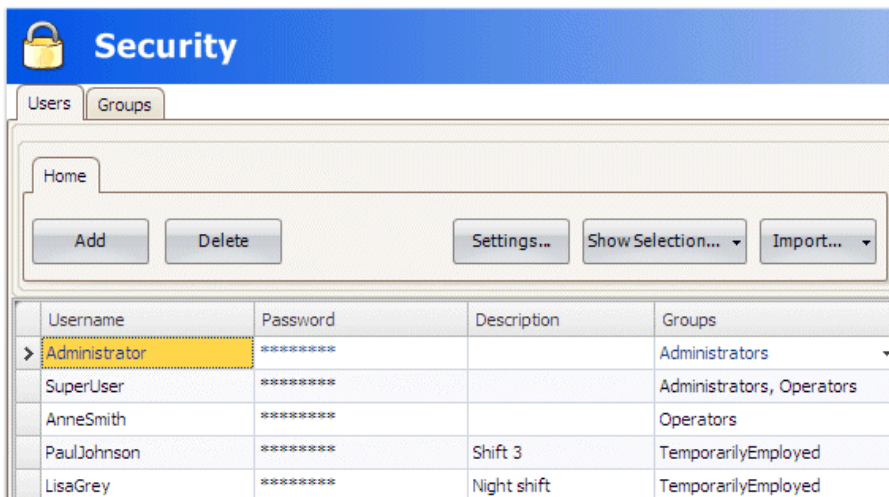 Security
Users Groups
Home
Add Delete Settings... Show Selection... Import...
Username Password Description Groups
Administrator ******** Administrators
SuperUser ******** Administrators, Operators
AnneSmith ******** Operators
PaulJohnson ******** Shift 3 TemporarilyEmployed
LisaGrey ******** Night shift TemporarilyEmployed